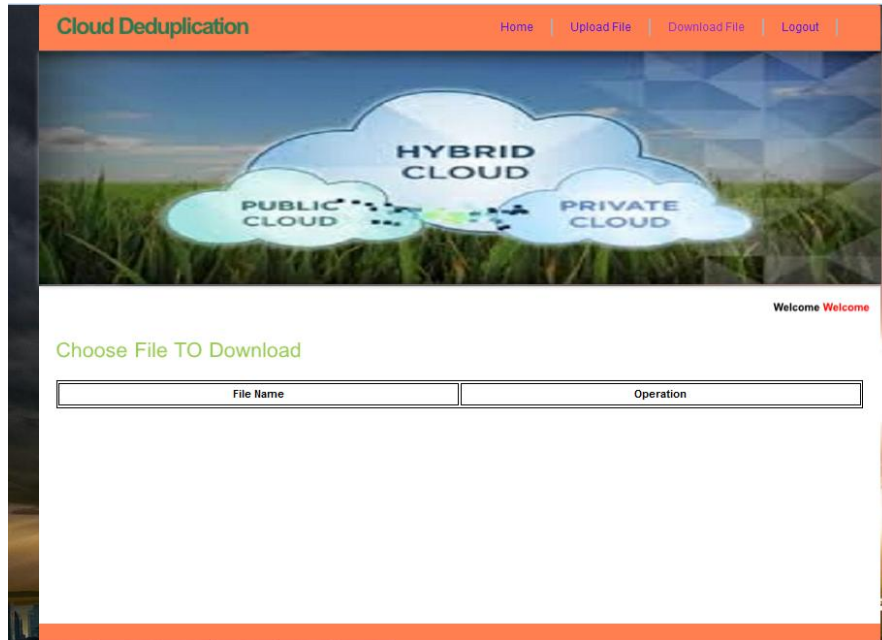 Cloud Deduplication
Home | Upload File | Download File | Logout |
HYBRID
CLOUD
PUBLIC
CLOUD
PRIVATE
CLOUD
Welcome Welcome
Choose File TO Download
File Name Operation